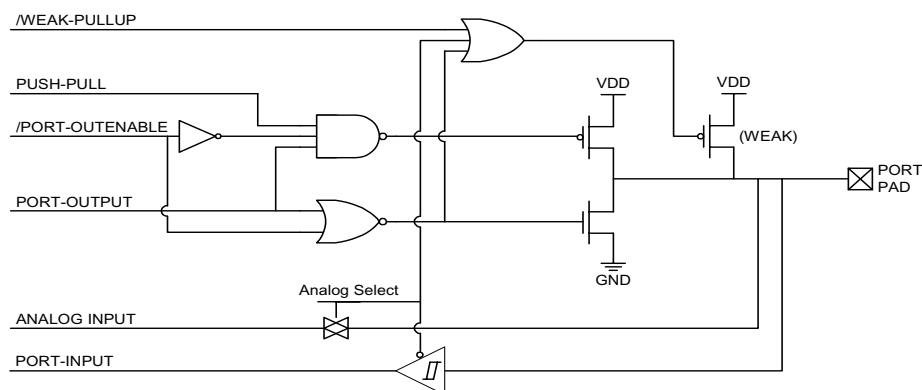 /WEAK-PULLUP
PUSH-PULL
VDD
VDD
/PORT-OUTENABLE
(WEAK)
PORT
PAD
PORT-OUTPUT
GND
Analog Select
ANALOG INPUT
PORT-INPUT